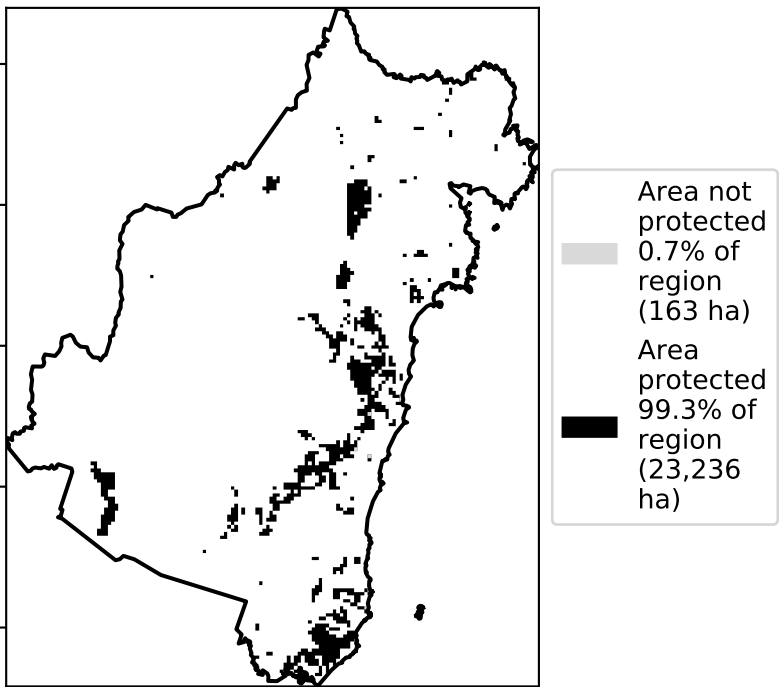 Area not
protected
0.7% of
region
(163 ha)
Area
protected
99.3% of
region
(23,236
ha)